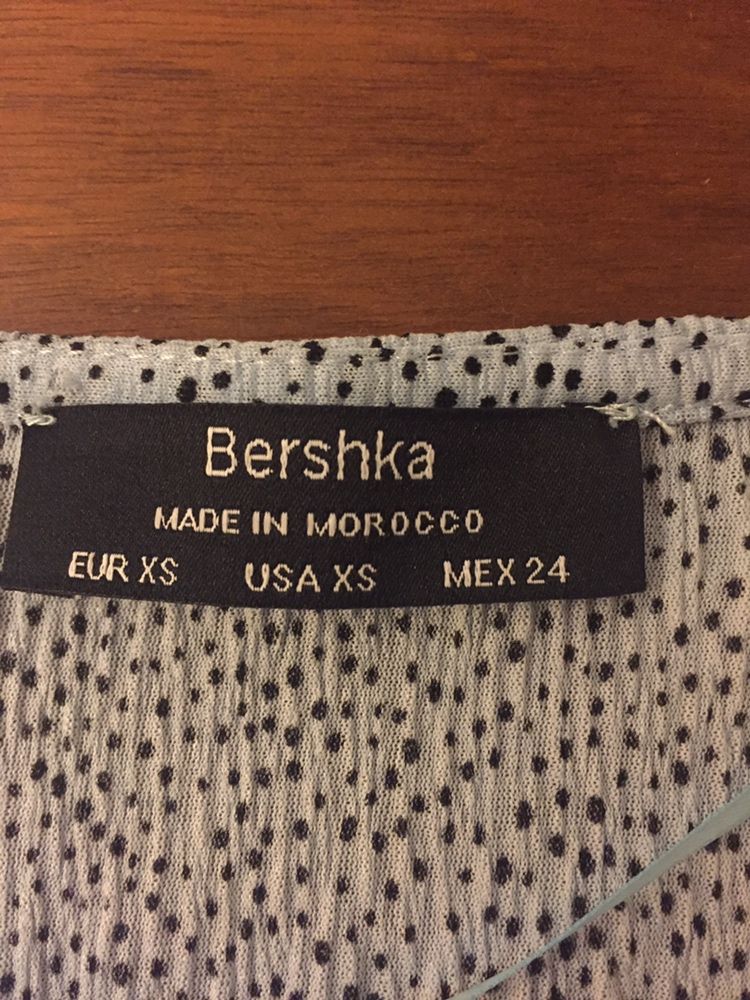 Bershka
MADE IN MOROCCO
EUR XS USA XS MEX 24